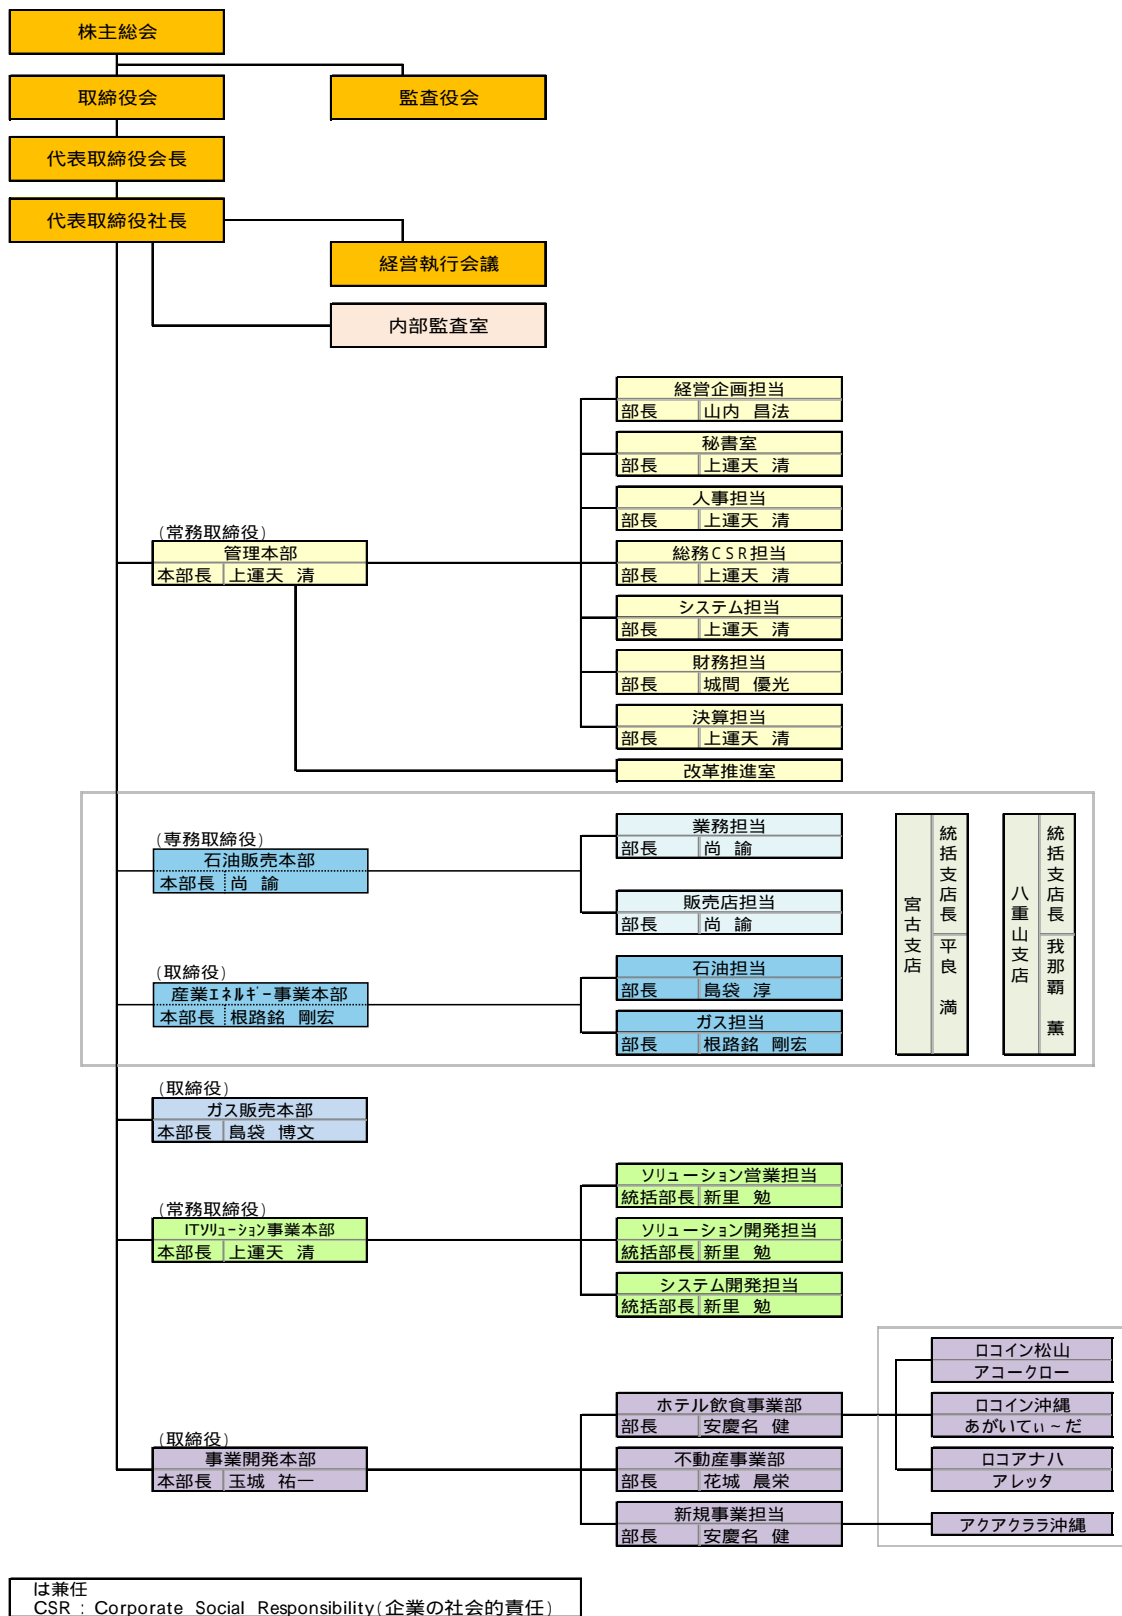 株主総会
取締役会
監査役会
代表取締役会長
代表取締役社長
経営執行会議
内部監査室
経営企画担当
部長 山内 昌法
秘書室
部長 上運天 清
人事担当
部長 上運天 清
(常務取締役)
管理本部
本部長 上運天 清
総務CSR担当
部長 上運天 清
システム担当
部長 上運天 清
財務担当
部長 城間 優光
決算担当
部長 上運天 清
改革推進室
(専務取締役)
石油販売本部
本部長 尚 諭
業務担当
部長 尚 諭
販売店担当
部長 尚 諭
(取締役)
産業ｴﾈﾙｷﾞｰ事業本部
本部長 根路銘 剛宏
石油担当
部長 島袋 淳
ガス担当
部長 根路銘 剛宏
宮古支店
統括支店長 平良 満
八重山支店
統括支店長 我那覇 薫
(取締役)
ガス販売本部
本部長 島袋 博文
(常務取締役)
ITｿﾘｭｰｼｮﾝ事業本部
本部長 上運天 清
ソリューション営業担当
統括部長 新里 勉
ソリューション開発担当
統括部長 新里 勉
システム開発担当
統括部長 新里 勉
(取締役)
事業開発本部
本部長 玉城 祐一
ホテル飲食事業部
部長 安慶名 健
不動産事業部
部長 花城 晨栄
新規事業担当
部長 安慶名 健
ロコイン松山
アコークロー
ロコイン沖縄
あがいてぃ~だ
ロコアナハ
アレッタ
アクアクララ沖縄
は兼任
CSR : Corporate Social Responsibility(企業の社会的責任)